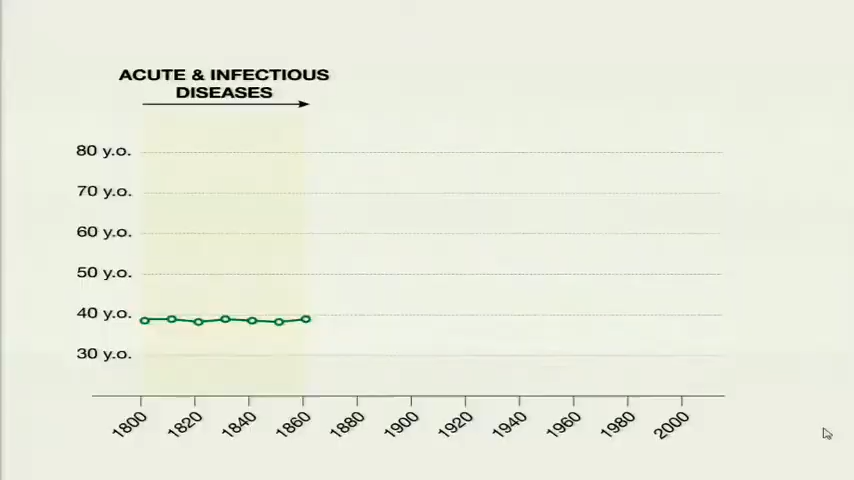 ACUTE & INFECTIOUS
DISEASES
80 y.o.
70 y.o.
60 y.o.
50 y.o.
40 y.o.
30 y.o.
1800 1820 1840 1860 1880 1900 1920 1940 1960 1980 2000